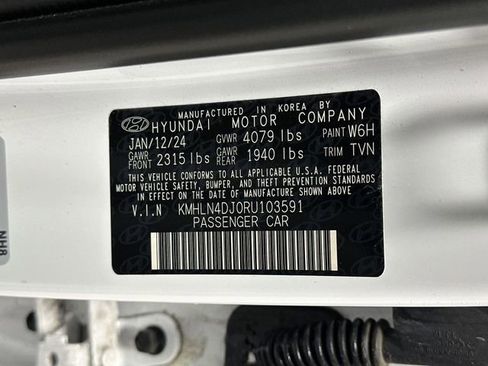 MANUFACTURED IN KOREA BY
HYUNDAI MOTOR COMPANY
JAN/12/24 GVWR 4079 lbs PAINT W6H
GAWR FRONT 2315 lbs GAWR REAR 1940 lbs TRIM TVN
THIS VEHICLE CONFORMS TO ALL APPLICABLE U.S.A. FEDERAL
MOTOR VEHICLE SAFETY, BUMPER, AND THEFT PREVENTION STANDARDS
IN EFFECT ON THE DATE OF MANUFACTURE SHOWN ABOVE.
V.I.N KMHLN4DJ0RU103591
PASSENGER CAR
NH8